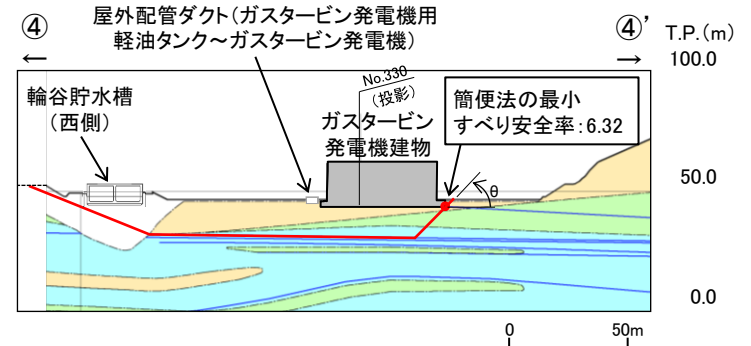 屋外配管ダクト(ガスタービン発電機用
軽油タンク～ガスタービン発電機)
④
④’
T.P.(m)
100.0
輪谷貯水槽
(西側)
No.330
(投影)
ガスタービン
発電機建物
簡便法の最小
すべり安全率:6.32
θ
50.0
0.0
0
50m